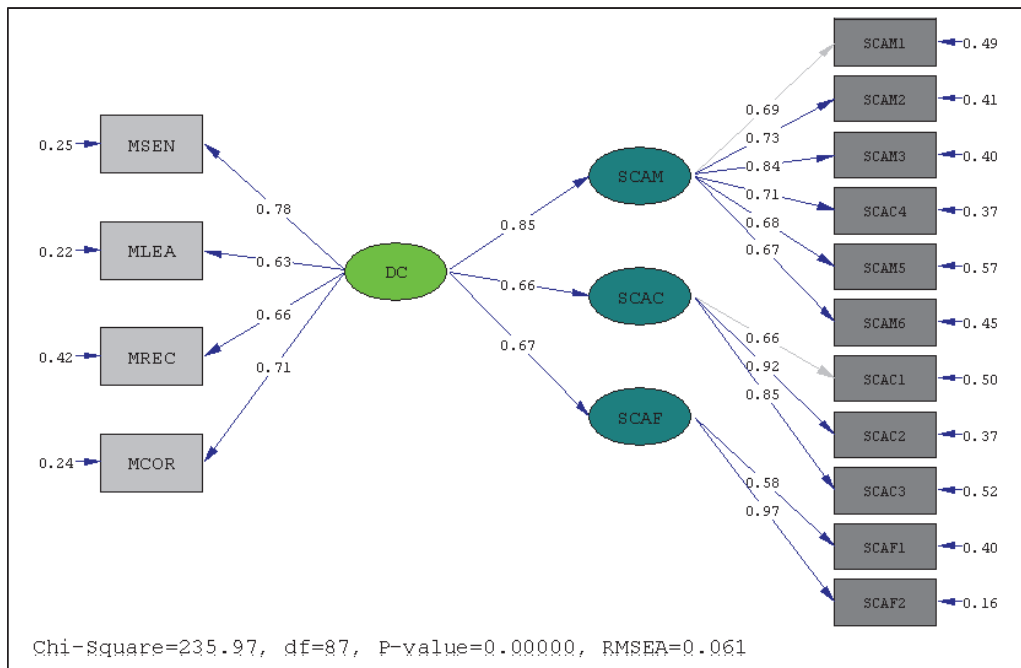 SCAM1
0.49
SCAM2
0.41
SCAM3
0.40
SCAC4
0.37
SCAM5
0.57
SCAM6
0.45
SCAC1
0.50
SCAC2
0.37
SCAC3
0.52
SCAF1
0.40
SCAF2
0.16
0.69
0.73
0.84
0.71
0.68
0.67
0.66
0.92
0.85
0.58
0.97
SCAM
SCAC
SCAF
0.85
0.66
0.67
DC
0.78
0.63
0.66
0.71
0.25
MSEN
0.22
MLEA
0.42
MREC
0.24
MCOR
Chi-Square=235.97, df=87, P-value=0.00000, RMSEA=0.061